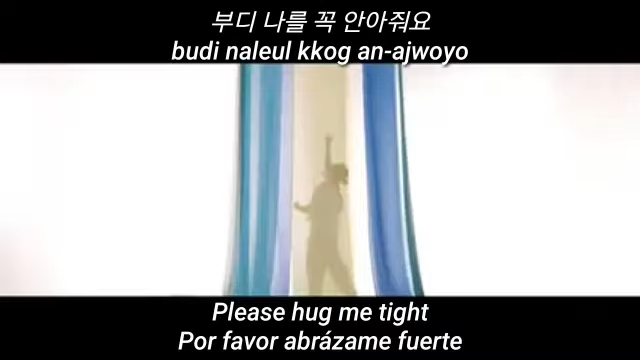 부디 나를 꼭 안아줘요
budi naleul kkog an-ajwoyo
Please hug me tight
Por favor abrázame fuerte